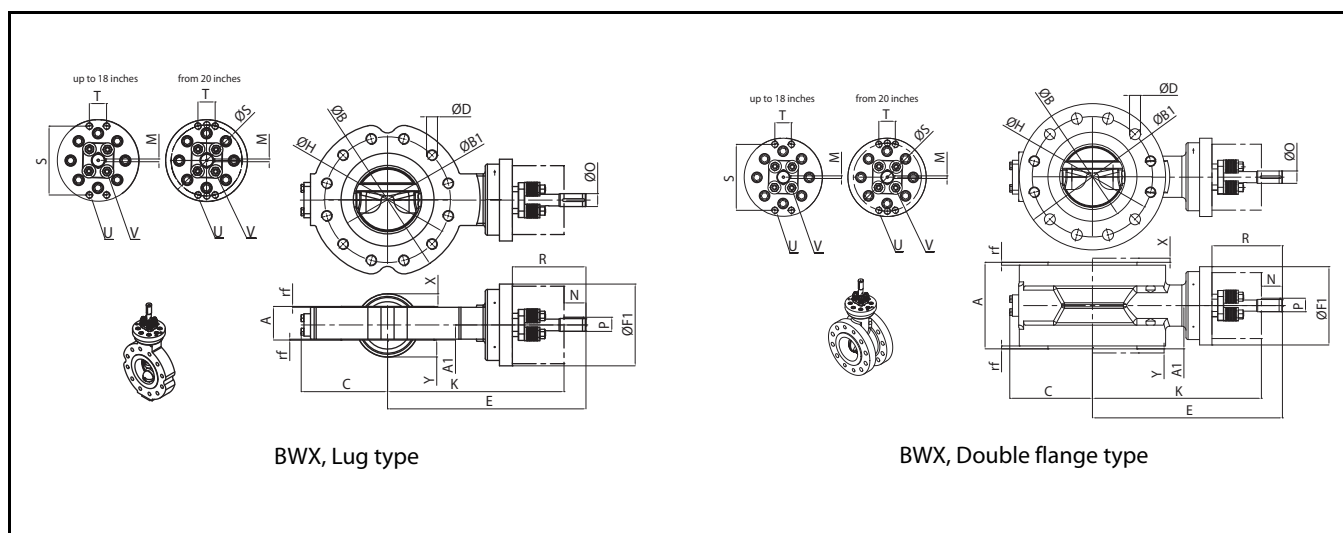 up to 18 inches
from 20 inches
T
T
S
ØS
M
M
U
V
U
V
ØB
ØD
ØH
ØB1
ØO
rf
A
rf
X
R
N
P
ØF1
A1
Y
C
K
E
BWX, Lug type
up to 18 inches
from 20 inches
T
T
S
ØS
M
M
U
V
U
V
ØB
ØD
ØH
ØB1
ØO
rf
A
rf
X
R
N
P
ØF1
Y
A1
C
K
E
BWX, Double flange type